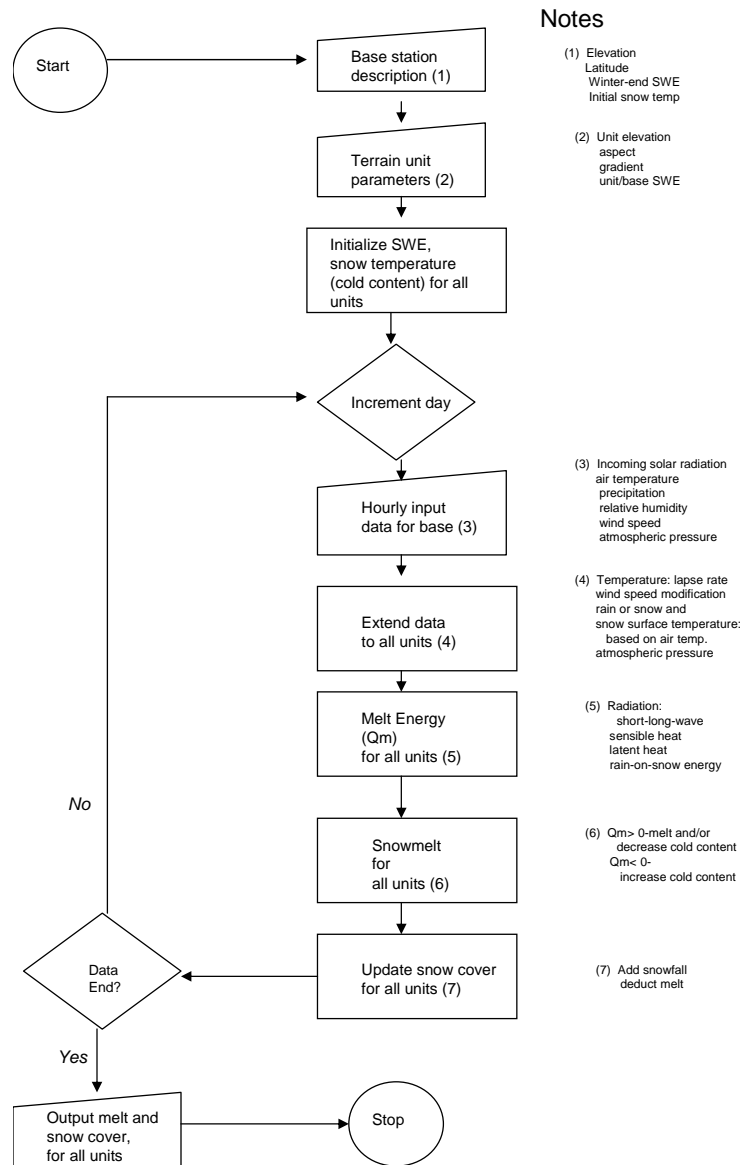 Notes
Start
Base station
description (1)
(1) Elevation
Latitude
Winter-end SWE
Initial snow temp
Terrain unit
parameters (2)
(2) Unit elevation
aspect
gradient
unit/base SWE
Initialize SWE,
snow temperature
(cold content) for all
units
Increment day
Hourly input
data for base (3)
(3) Incoming solar radiation
air temperature
precipitation
relative humidity
wind speed
atmospheric pressure
Extend data
to all units (4)
(4) Temperature: lapse rate
wind speed modification
rain or snow and
snow surface temperature:
based on air temp.
atmospheric pressure
Melt Energy
(Qm)
for all units (5)
(5) Radiation:
short-long-wave
sensible heat
latent heat
rain-on-snow energy
No
Snowmelt
for
all units (6)
(6) Qm> 0-melt and/or
decrease cold content
Qm< 0-
increase cold content
Data
End?
Update snow cover
for all units (7)
(7) Add snowfall
deduct melt
Yes
Output melt and
snow cover,
for all units
Stop